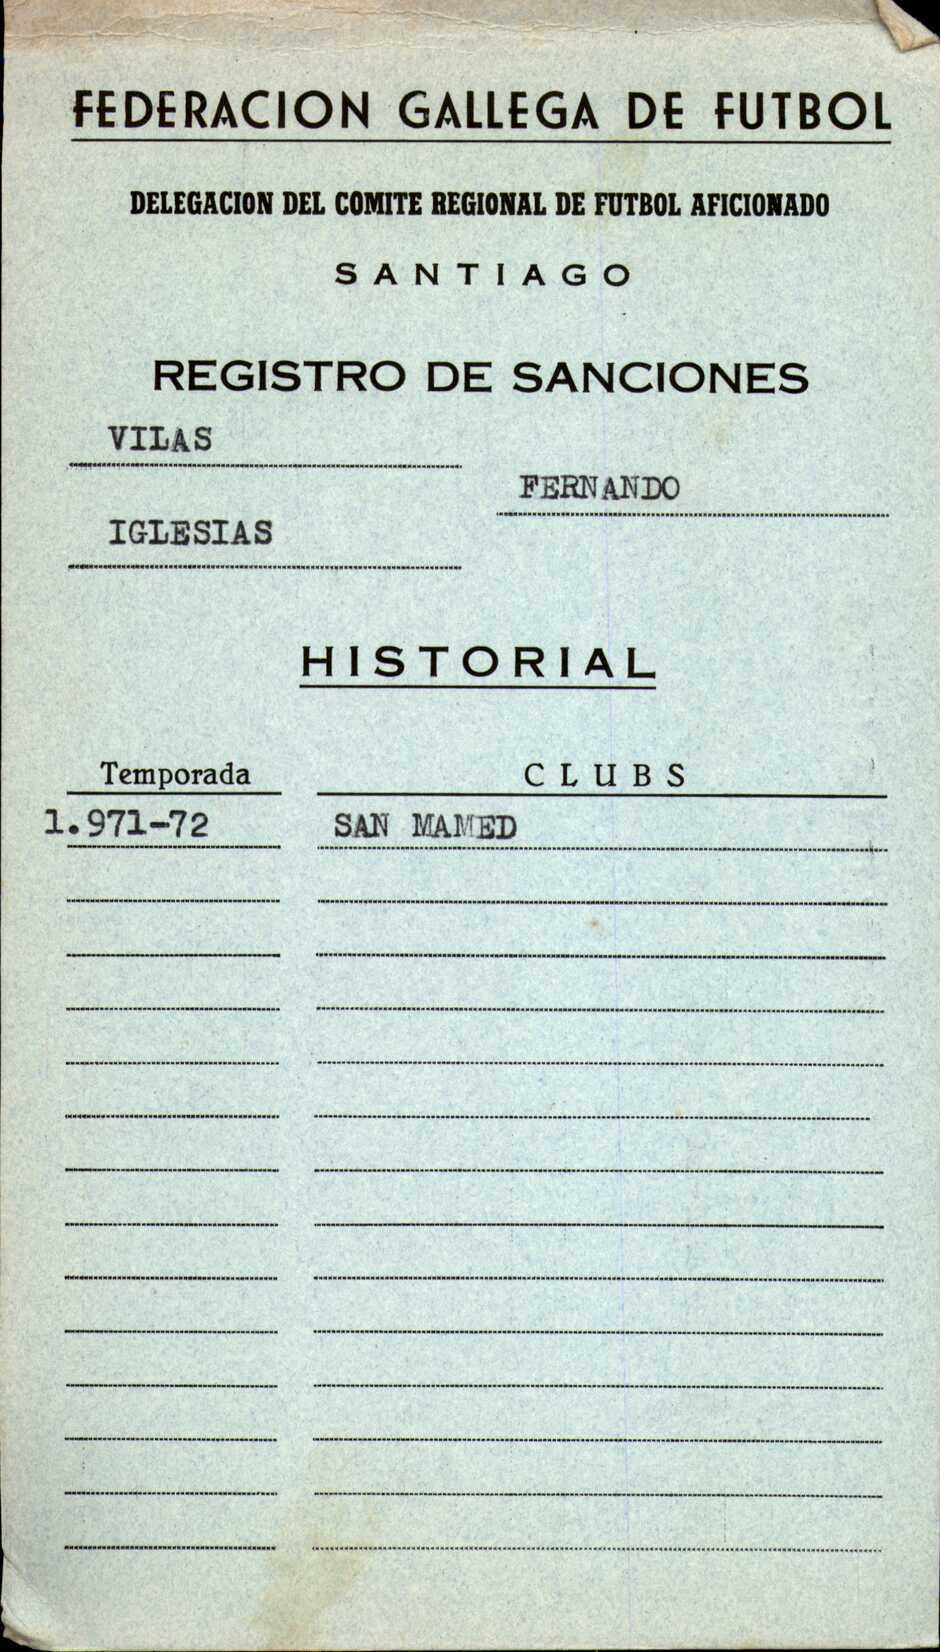 FEDERACION GALLEGA DE FUTBOL
DELEGACION DEL COMITE REGIONAL DE FUTBOL AFICIONADO
SANTIAGO
REGISTRO DE SANCIONES
VILAS
FERNANDO
IGLESIAS
HISTORIAL
Temporada CLUBS
1.971-72 SAN MAMED